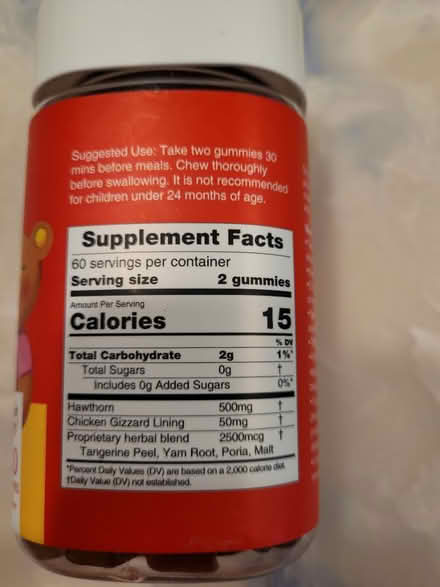 Suggested Use: Take two gummies 30
mins before meals. Chew thoroughly
before swallowing. It is not recommended
for children under 24 months of age.
Supplement Facts
60 servings per container
Serving size 2 gummies
Amount Per Serving
Calories 15
% DV
Total Carbohydrate 2g 1%*
Total Sugars 0g †
Includes 0g Added Sugars 0%*
Hawthorn 500mg †
Chicken Gizzard Lining 50mg †
Proprietary herbal blend 2500mcg †
Tangerine Peel, Yam Root, Poria, Malt
*Percent Daily Values (DV) are based on a 2,000 calorie diet.
†Daily Value (DV) not established.